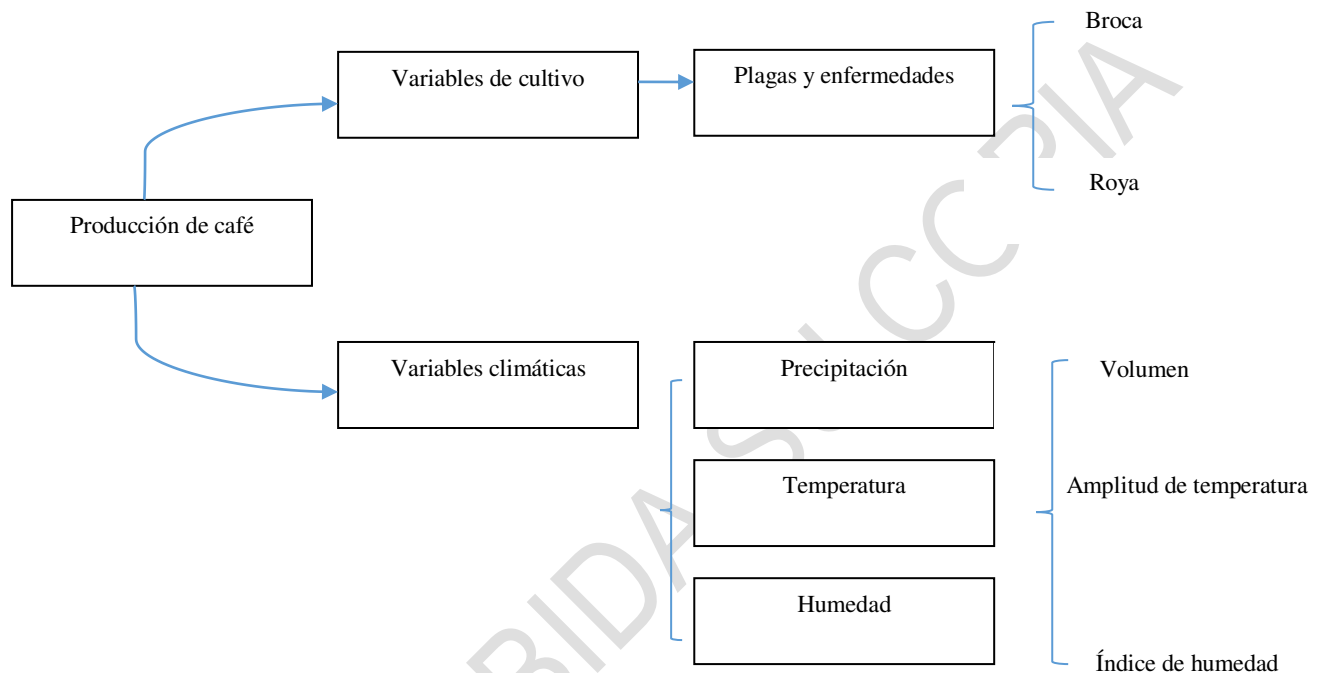 Broca
Variables de cultivo
Plagas y enfermedades
Roya
Producción de café
Variables climáticas
Precipitación
Volumen
Temperatura
Amplitud de temperatura
Humedad
Índice de humedad